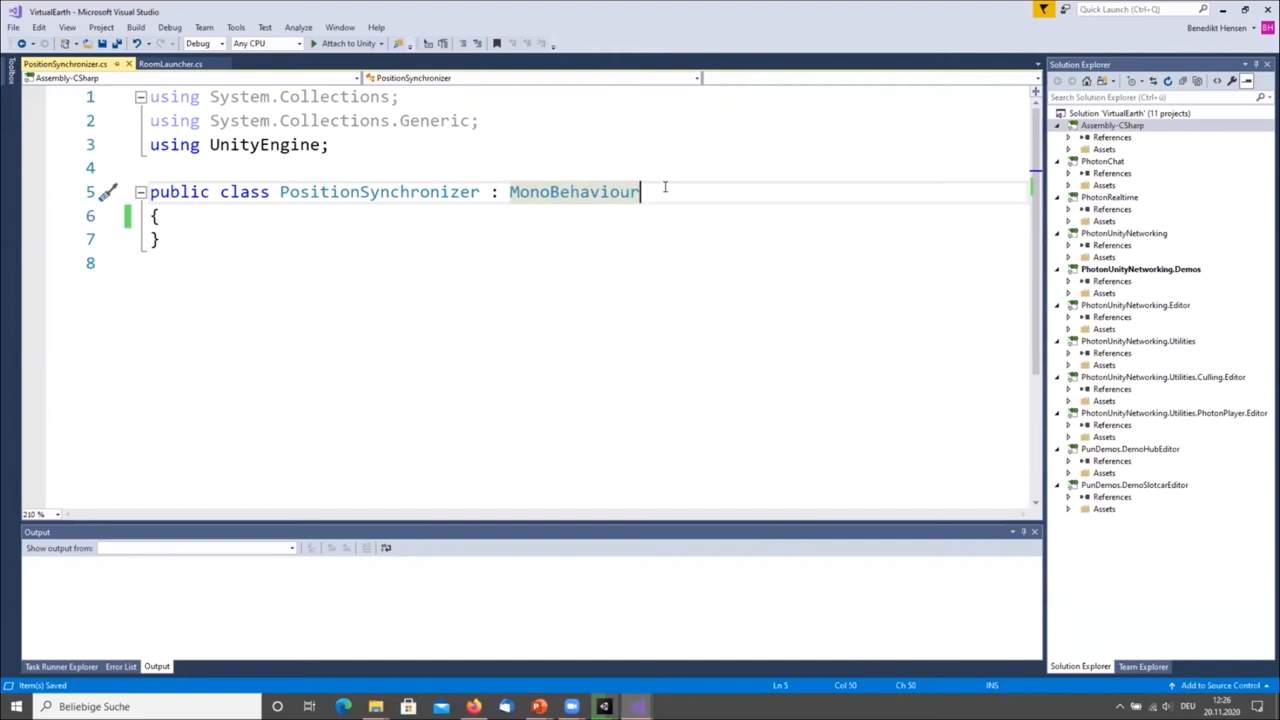 VirtualEarth - Microsoft Visual Studio
Quick Launch (Ctrl+Q)
File Edit View Project Build Debug Team Tools Test Analyze Window Help
Benedikt Hensen BH
Debug Any CPU Attach to Unity
Toolbox
PositionSynchronizer.cs RoomLauncher.cs
Assembly-CSharp PositionSynchronizer
1 using System.Collections;
2 using System.Collections.Generic;
3 using UnityEngine;
4
5 public class PositionSynchronizer : MonoBehaviour
6 {
7 }
8
210 %
Output
Show output from:
Task Runner Explorer Error List Output
Solution Explorer
Search Solution Explorer (Ctrl+ü)
Solution 'VirtualEarth' (11 projects)
Assembly-CSharp
References
Assets
PhotonChat
References
Assets
PhotonRealtime
References
Assets
PhotonUnityNetworking
References
Assets
PhotonUnityNetworking.Demos
References
Assets
PhotonUnityNetworking.Editor
References
Assets
PhotonUnityNetworking.Utilities
References
Assets
PhotonUnityNetworking.Utilities.Culling.Editor
References
Assets
PhotonUnityNetworking.Utilities.PhotonPlayer.Editor
References
Assets
PunDemos.DemoHubEditor
References
Assets
PunDemos.DemoSlotcarEditor
References
Assets
Solution Explorer Team Explorer
Item(s) Saved Ln 5 Col 50 Ch 50 INS Add to Source Control
Beliebige Suche
DEU
12:26
20.11.2020